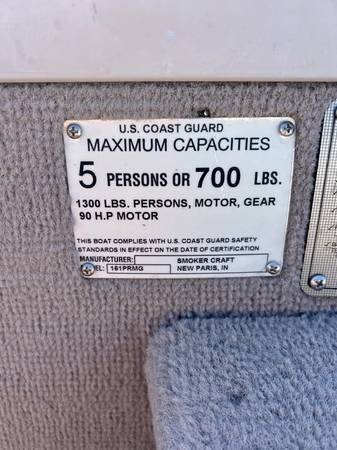 U.S. COAST GUARD
MAXIMUM CAPACITIES
5 PERSONS OR 700 LBS.
1300 LBS. PERSONS, MOTOR, GEAR
90 H.P MOTOR
THIS BOAT COMPLIES WITH U.S. COAST GUARD SAFETY
STANDARDS IN EFFECT ON THE DATE OF CERTIFICATION
MANUFACTURER: SMOKER CRAFT
EL: 161PRMG NEW PARIS, IN